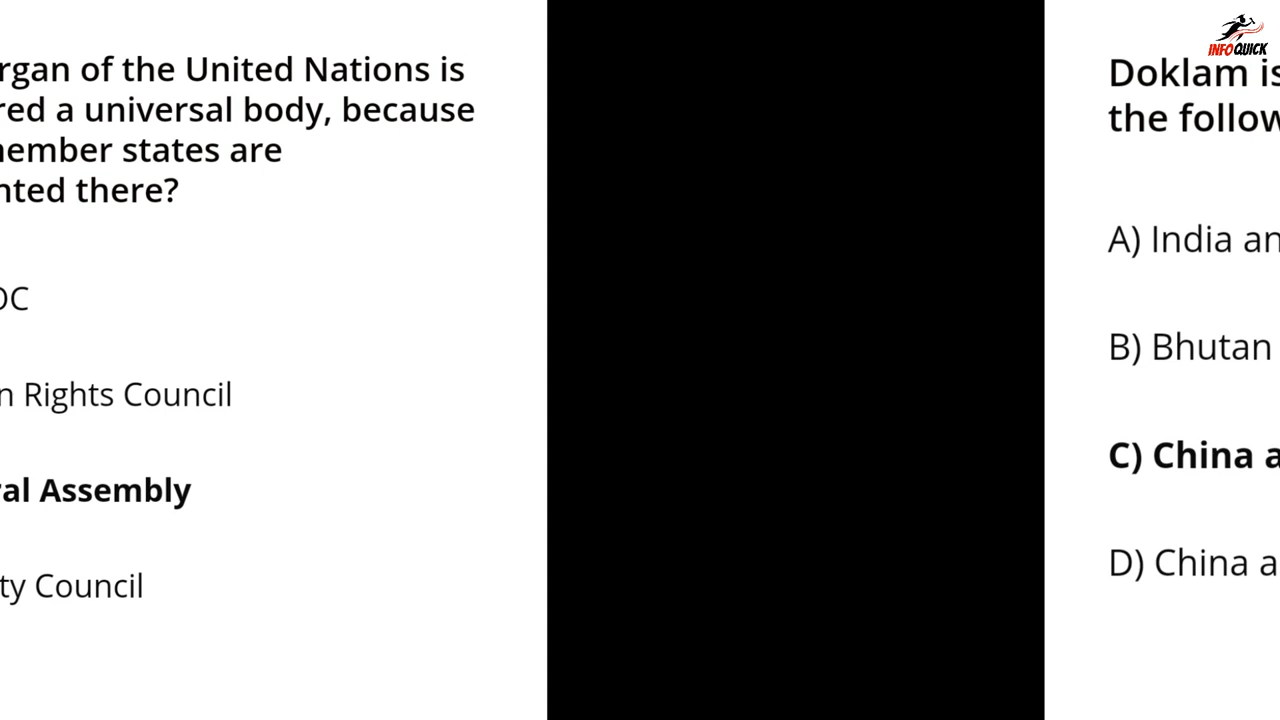 rgan of the United Nations is
red a universal body, because
member states are
nted there?
OC
n Rights Council
ral Assembly
ty Council
INFOQUICK
Doklam is
the follow
A) India an
B) Bhutan
C) China a
D) China a